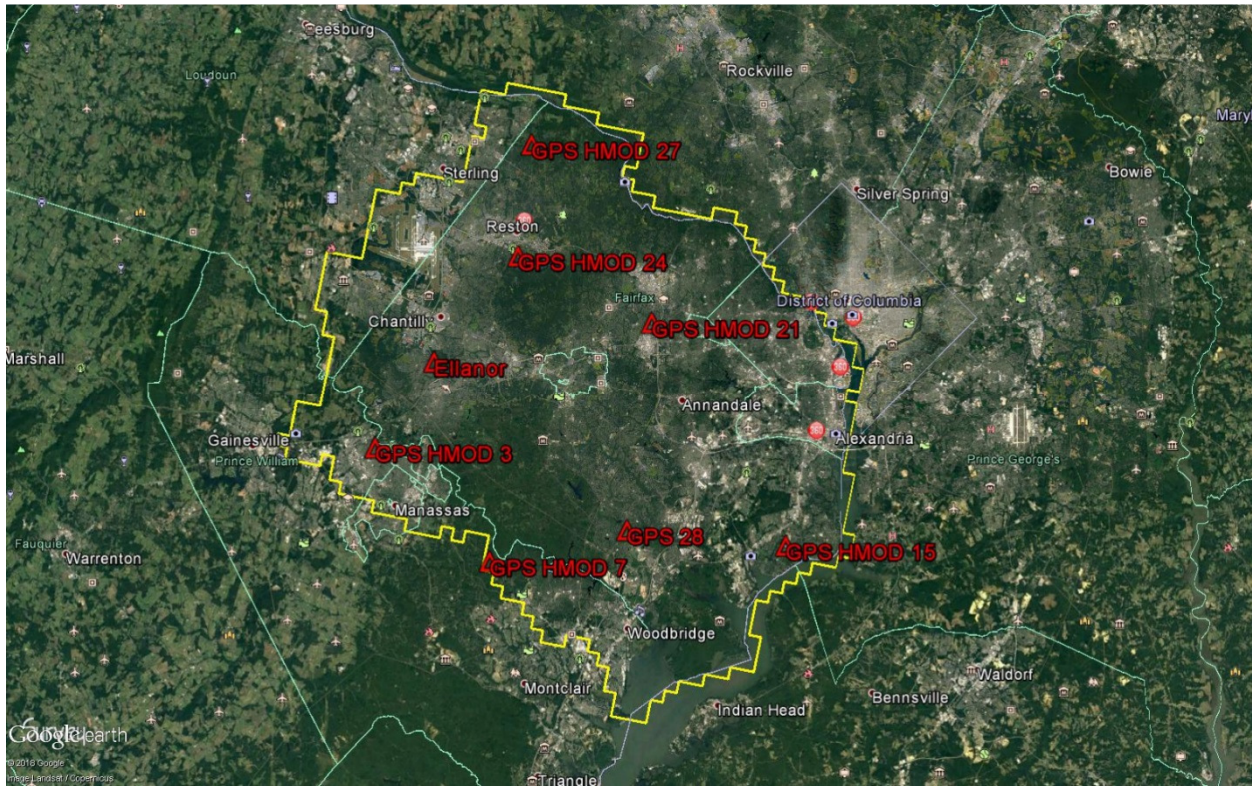 eesburg
Loudoun
Rockville
Mary
GPS HMOD 27
Sterling
Bowie
Silver Spring
Reston
GPS HMOD 24
Fairfax
District of Columbia
Chantill
GPS HMOD 21
Marshall
Ellanor
Annandale
Gainesville
Alexandria
Prince William
GPS HMOD 3
Prince George's
Manassas
Fauquier
Warrenton
GPS 28
GPS HMOD 15
GPS HMOD 7
Woodbridge
Waldorf
Montclair
Bennsville
Indian Head
Google earth
© 2018 Google
Image Landsat / Copernicus
Triangle